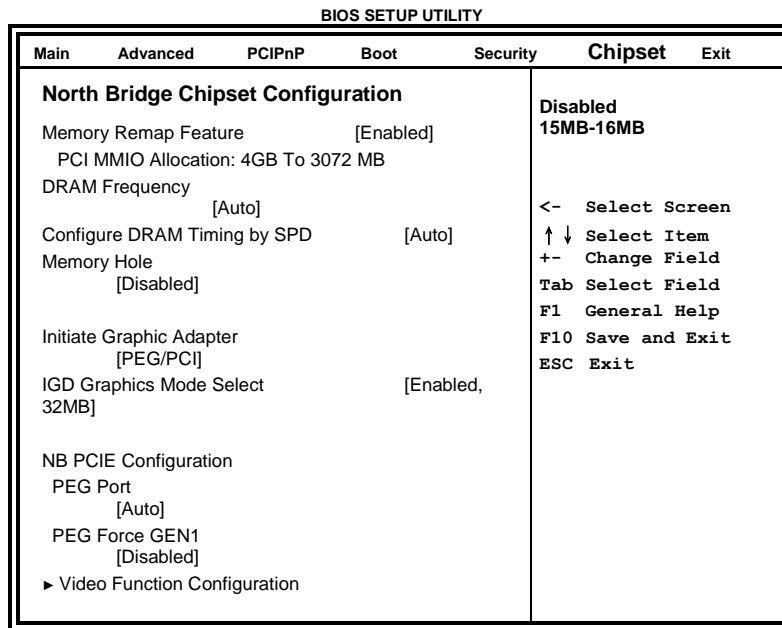 BIOS SETUP UTILITY
Main Advanced PCIPnP Boot Security Chipset Exit
North Bridge Chipset Configuration
Memory Remap Feature [Enabled]
PCI MMIO Allocation: 4GB To 3072 MB
DRAM Frequency
[Auto]
Configure DRAM Timing by SPD [Auto]
Memory Hole
[Disabled]
Initiate Graphic Adapter
[PEG/PCI]
IGD Graphics Mode Select [Enabled,
32MB]
NB PCIE Configuration
PEG Port
[Auto]
PEG Force GEN1
[Disabled]
► Video Function Configuration
Disabled
15MB-16MB
<- Select Screen
↑↓ Select Item
+- Change Field
Tab Select Field
F1 General Help
F10 Save and Exit
ESC Exit